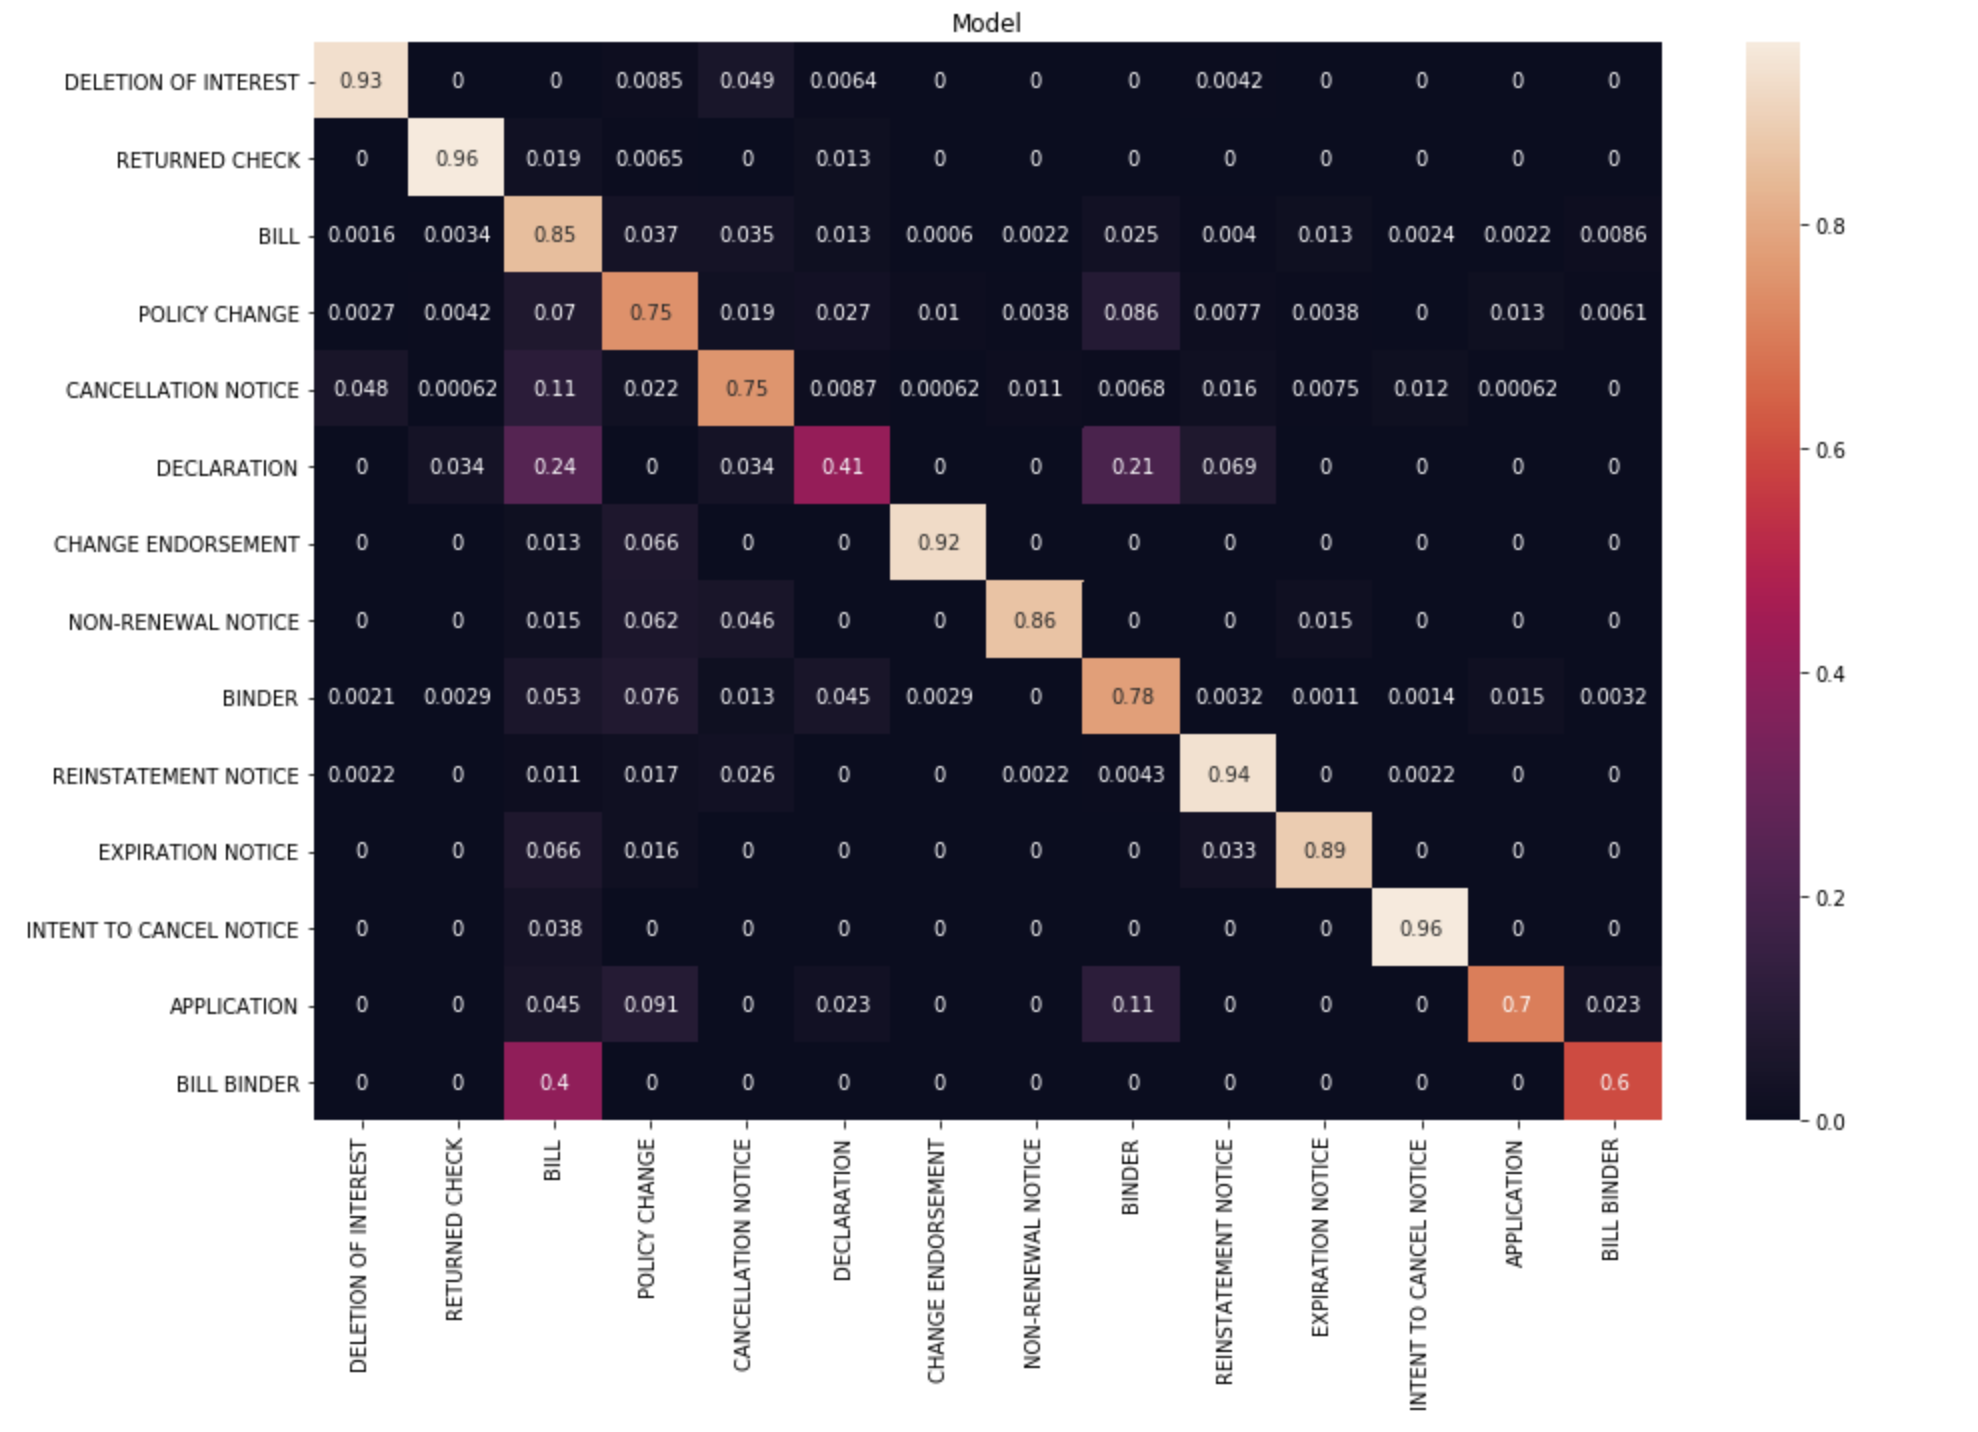 Model
DELETION OF INTEREST 0.93 0 0 0.0085 0.049 0.0064 0 0 0 0.0042 0 0 0 0
RETURNED CHECK 0 0.96 0.019 0.0065 0 0.013 0 0 0 0 0 0 0 0
BILL 0.0016 0.0034 0.85 0.037 0.035 0.013 0.0006 0.0022 0.025 0.004 0.013 0.0024 0.0022 0.0086
POLICY CHANGE 0.0027 0.0042 0.07 0.75 0.019 0.027 0.01 0.0038 0.086 0.0077 0.0038 0 0.013 0.0061
CANCELLATION NOTICE 0.048 0.00062 0.11 0.022 0.75 0.0087 0.00062 0.011 0.0068 0.016 0.0075 0.012 0.00062 0
DECLARATION 0 0.034 0.24 0 0.034 0.41 0 0 0.21 0.069 0 0 0 0
CHANGE ENDORSEMENT 0 0 0.013 0.066 0 0 0.92 0 0 0 0 0 0 0
NON-RENEWAL NOTICE 0 0 0.015 0.062 0.046 0 0 0.86 0 0 0.015 0 0 0
BINDER 0.0021 0.0029 0.053 0.076 0.013 0.045 0.0029 0 0.78 0.0032 0.0011 0.0014 0.015 0.0032
REINSTATEMENT NOTICE 0.0022 0 0.011 0.017 0.026 0 0 0.0022 0.0043 0.94 0 0.0022 0 0
EXPIRATION NOTICE 0 0 0.066 0.016 0 0 0 0 0 0.033 0.89 0 0 0
INTENT TO CANCEL NOTICE 0 0 0.038 0 0 0 0 0 0 0 0 0.96 0 0
APPLICATION 0 0 0.045 0.091 0 0.023 0 0 0.11 0 0 0 0.7 0.023
BILL BINDER 0 0 0.4 0 0 0 0 0 0 0 0 0 0 0.6
DELETION OF INTEREST
RETURNED CHECK
BILL
POLICY CHANGE
CANCELLATION NOTICE
DECLARATION
CHANGE ENDORSEMENT
NON-RENEWAL NOTICE
BINDER
REINSTATEMENT NOTICE
EXPIRATION NOTICE
INTENT TO CANCEL NOTICE
APPLICATION
BILL BINDER
0.8
0.6
0.4
0.2
0.0